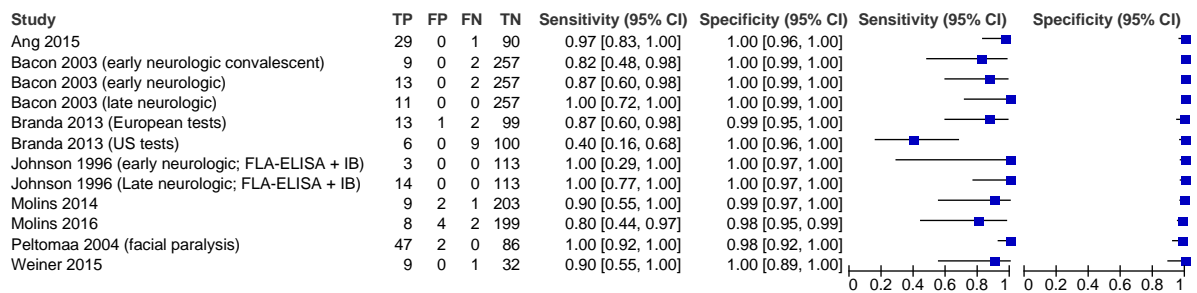 Study TP FP FN TN Sensitivity (95% CI) Specificity (95% CI) Sensitivity (95% CI) Specificity (95% CI)
Ang 2015 29 0 1 90 0.97 [0.83, 1.00] 1.00 [0.96, 1.00]
Bacon 2003 (early neurologic convalescent) 9 0 2 257 0.82 [0.48, 0.98] 1.00 [0.99, 1.00]
Bacon 2003 (early neurologic) 13 0 2 257 0.87 [0.60, 0.98] 1.00 [0.99, 1.00]
Bacon 2003 (late neurologic) 11 0 0 257 1.00 [0.72, 1.00] 1.00 [0.99, 1.00]
Branda 2013 (European tests) 13 1 2 99 0.87 [0.60, 0.98] 0.99 [0.95, 1.00]
Branda 2013 (US tests) 6 0 9 100 0.40 [0.16, 0.68] 1.00 [0.96, 1.00]
Johnson 1996 (early neurologic; FLA-ELISA + IB) 3 0 0 113 1.00 [0.29, 1.00] 1.00 [0.97, 1.00]
Johnson 1996 (Late neurologic; FLA-ELISA + IB) 14 0 0 113 1.00 [0.77, 1.00] 1.00 [0.97, 1.00]
Molins 2014 9 2 1 203 0.90 [0.55, 1.00] 0.99 [0.97, 1.00]
Molins 2016 8 4 2 199 0.80 [0.44, 0.97] 0.98 [0.95, 0.99]
Peltomaa 2004 (facial paralysis) 47 2 0 86 1.00 [0.92, 1.00] 0.98 [0.92, 1.00]
Weiner 2015 9 0 1 32 0.90 [0.55, 1.00] 1.00 [0.89, 1.00]
0 0.2 0.4 0.6 0.8 1 0 0.2 0.4 0.6 0.8 1